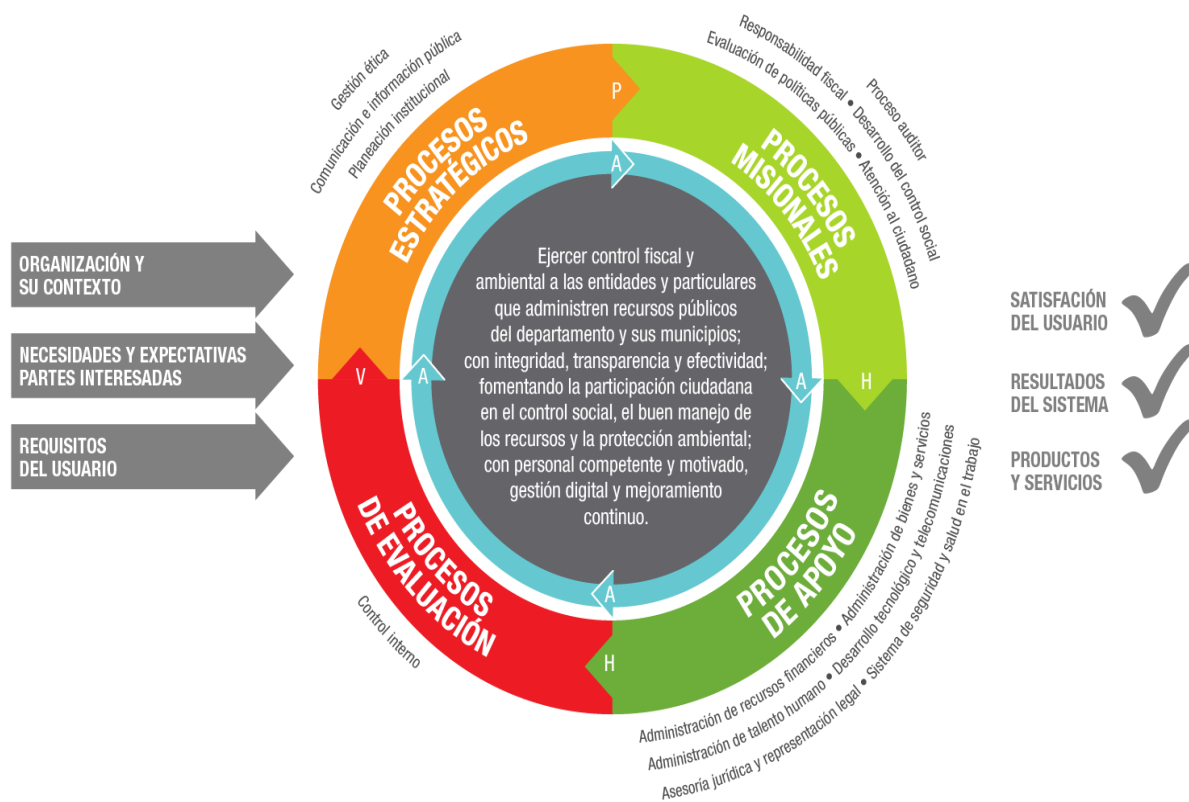 ORGANIZACIÓN Y
SU CONTEXTO
NECESIDADES Y EXPECTATIVAS
PARTES INTERESADAS
REQUISITOS
DEL USUARIO
Gestión ética
Comunicación e información pública
Planeación institucional
PROCESOS
ESTRATÉGICOS
P
Proceso auditor
Responsabilidad fiscal • Desarrollo del control social
Evaluación de políticas públicas • Atención al ciudadano
PROCESOS
MISIONALES
H
PROCESOS
DE APOYO
Administración de recursos financieros • Administración de bienes y servicios
Administración de talento humano • Desarrollo tecnológico y telecomunicaciones
Asesoría jurídica y representación legal • Sistema de seguridad y salud en el trabajo
H
PROCESOS
DE EVALUACIÓN
Control interno
V
A
A
A
A
Ejercer control fiscal y
ambiental a las entidades y particulares
que administren recursos públicos
del departamento y sus municipios;
con integridad, transparencia y efectividad;
fomentando la participación ciudadana
en el control social, el buen manejo de
los recursos y la protección ambiental;
con personal competente y motivado,
gestión digital y mejoramiento
continuo.
SATISFACIÓN
DEL USUARIO
RESULTADOS
DEL SISTEMA
PRODUCTOS
Y SERVICIOS